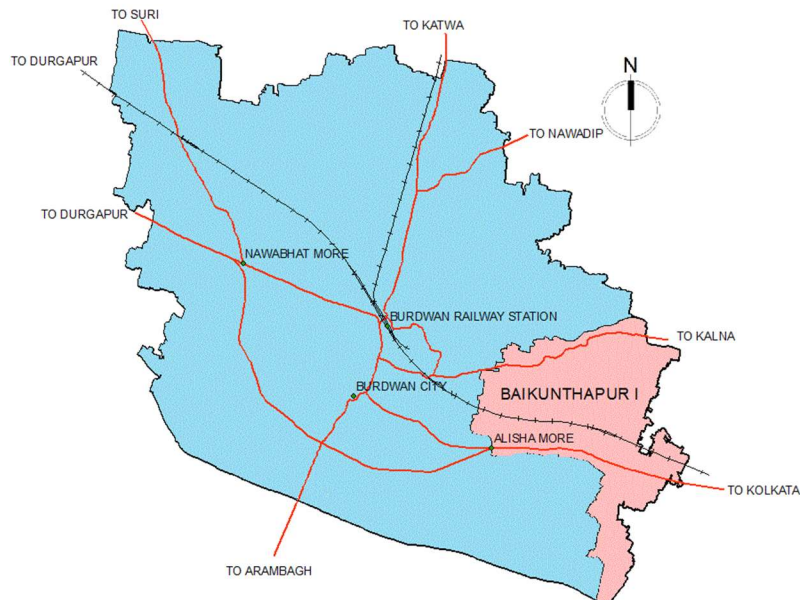 TO SURI
TO KATWA
TO DURGAPUR
N
TO NAWADIP
TO DURGAPUR
NAWABHAT MORE
BURDWAN RAILWAY STATION
TO KALNA
BURDWAN CITY
BAIKUNTHAPUR I
ALISHA MORE
TO KOLKATA
TO ARAMBAGH